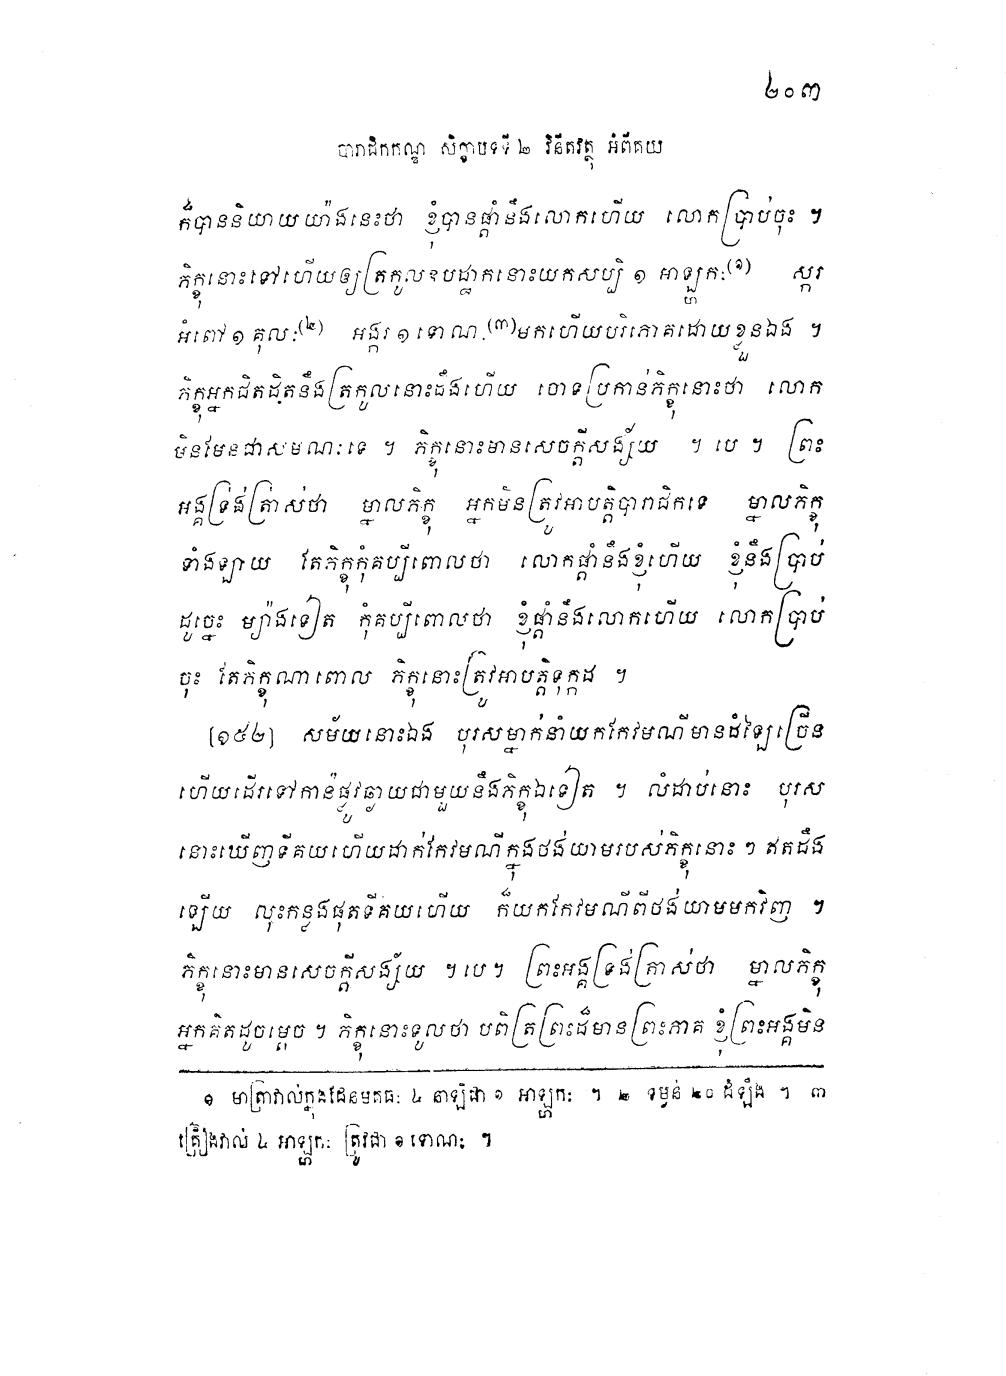 ២០៣
បារាជិកកណ្ឌ សិក្ខាបទទី ២ វិនីតវត្ថុ អំពីគយ
ក៏បាននិយាយយ៉ាងនេះថា ខ្ញុំបានផ្តាំនឹងលោកហើយ លោកប្រាប់ចុះ ។
ភិក្ខុនោះទៅហើយឲ្យត្រកូលឧបដ្ឋាកនោះយកសប្បិ ១ អាឡ្ហកៈ(១) ស្ករ
អំពៅ ១ គុលៈ(២) អង្ករ ១ ទោណៈ(៣)មកហើយបរិភោគដោយខ្លួនឯង ។
ភិក្ខុអ្នកជិតដិតនឹងត្រកូលនោះដឹងហើយ ចោទប្រកាន់ភិក្ខុនោះថា លោក
មិនមែនជាសមណៈទេ ។ ភិក្ខុនោះមានសេចក្តីសង្ស័យ ។ បេ ។ ព្រះ
អង្គទ្រង់ត្រាស់ថា ម្នាលភិក្ខុ អ្នកមិនត្រូវអាបត្តិបារាជិកទេ ម្នាលភិក្ខុ
ទាំងឡាយ តែភិក្ខុកុំគប្បីពោលថា លោកផ្តាំនឹងខ្ញុំហើយ ខ្ញុំនឹងប្រាប់
ដូច្នេះ ម្យ៉ាងទៀត កុំគប្បីពោលថា ខ្ញុំផ្តាំនឹងលោកហើយ លោកប្រាប់
ចុះ តែភិក្ខុណាពោល ភិក្ខុនោះត្រូវអាបត្តិទុក្កដ ។
[១៥២] សម័យនោះឯង បុរសម្នាក់នាំយកកែវមណីមានដំឡៃច្រើន
ហើយដើរទៅកាន់ផ្លូវឆ្ងាយជាមួយនឹងភិក្ខុឯទៀត ។ លំដាប់នោះ បុរស
នោះឃើញទីគយហើយដាក់កែវមណីក្នុងថង់យាមរបស់ភិក្ខុនោះ ៗ ឥតដឹង
ឡើយ លុះកន្លងផុតទីគយហើយ ក៏យកកែវមណីពីថង់យាមមកវិញ ។
ភិក្ខុនោះមានសេចក្តីសង្ស័យ ។ បេ ។ ព្រះអង្គទ្រង់ត្រាស់ថា ម្នាលភិក្ខុ
អ្នកគិតដូចម្តេច ។ ភិក្ខុនោះទូលថា បពិត្រព្រះដ៏មានព្រះភាគ ខ្ញុំព្រះអង្គមិន
១ មាត្រាវាល់ក្នុងដែនមគធៈ ៤ នាឡិជា ១ អាឡ្ហកៈ ។ ២ ទម្ងន់ ២០ ដំឡឹង ។ ៣
គ្រឿងវាល់ ៤ អាឡ្ហកៈ ត្រូវជា ១ ទោណៈ ។